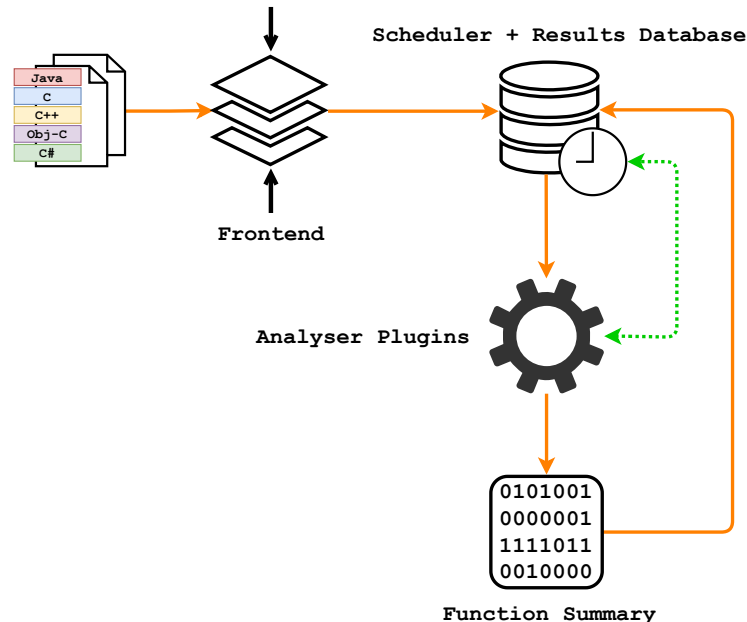 Scheduler + Results Database
Java
C
C++
Obj-C
C#
Frontend
Analyser Plugins
0101001
0000001
1111011
0010000
Function Summary